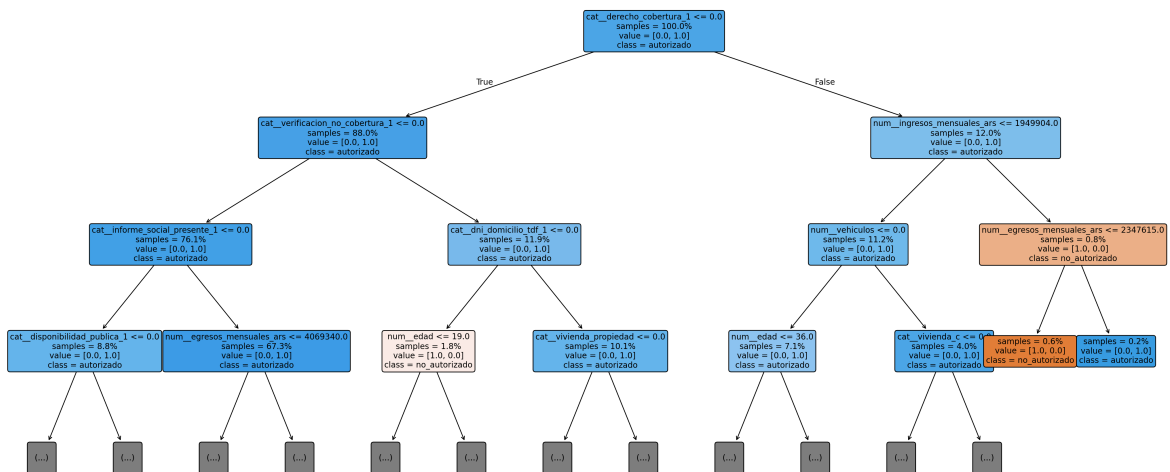 cat__derecho_cobertura_1 <= 0.0
samples = 100.0%
value = [0.0, 1.0]
class = autorizado
True
False
cat__verificacion_no_cobertura_1 <= 0.0
samples = 88.0%
value = [0.0, 1.0]
class = autorizado
num__ingresos_mensuales_ars <= 1949904.0
samples = 12.0%
value = [0.0, 1.0]
class = autorizado
cat__informe_social_presente_1 <= 0.0
samples = 76.1%
value = [0.0, 1.0]
class = autorizado
cat__dni_domicilio_tdf_1 <= 0.0
samples = 11.9%
value = [0.0, 1.0]
class = autorizado
num__vehiculos <= 0.0
samples = 11.2%
value = [0.0, 1.0]
class = autorizado
num__egresos_mensuales_ars <= 2347615.0
samples = 0.8%
value = [1.0, 0.0]
class = no_autorizado
cat__disponibilidad_publica_1 <= 0.0
samples = 8.8%
value = [0.0, 1.0]
class = autorizado
num__egresos_mensuales_ars <= 4069340.0
samples = 67.3%
value = [0.0, 1.0]
class = autorizado
num__edad <= 19.0
samples = 1.8%
value = [1.0, 0.0]
class = no_autorizado
cat__vivienda_propiedad <= 0.0
samples = 10.1%
value = [0.0, 1.0]
class = autorizado
num__edad <= 36.0
samples = 7.1%
value = [0.0, 1.0]
class = autorizado
cat__vivienda_c <= 0.0
samples = 4.0%
value = [0.0, 1.0]
class = autorizado
samples = 0.6%
value = [1.0, 0.0]
class = no_autorizado
samples = 0.2%
value = [0.0, 1.0]
class = autorizado
(...)
(...)
(...)
(...)
(...)
(...)
(...)
(...)
(...)
(...)
(...)
(...)